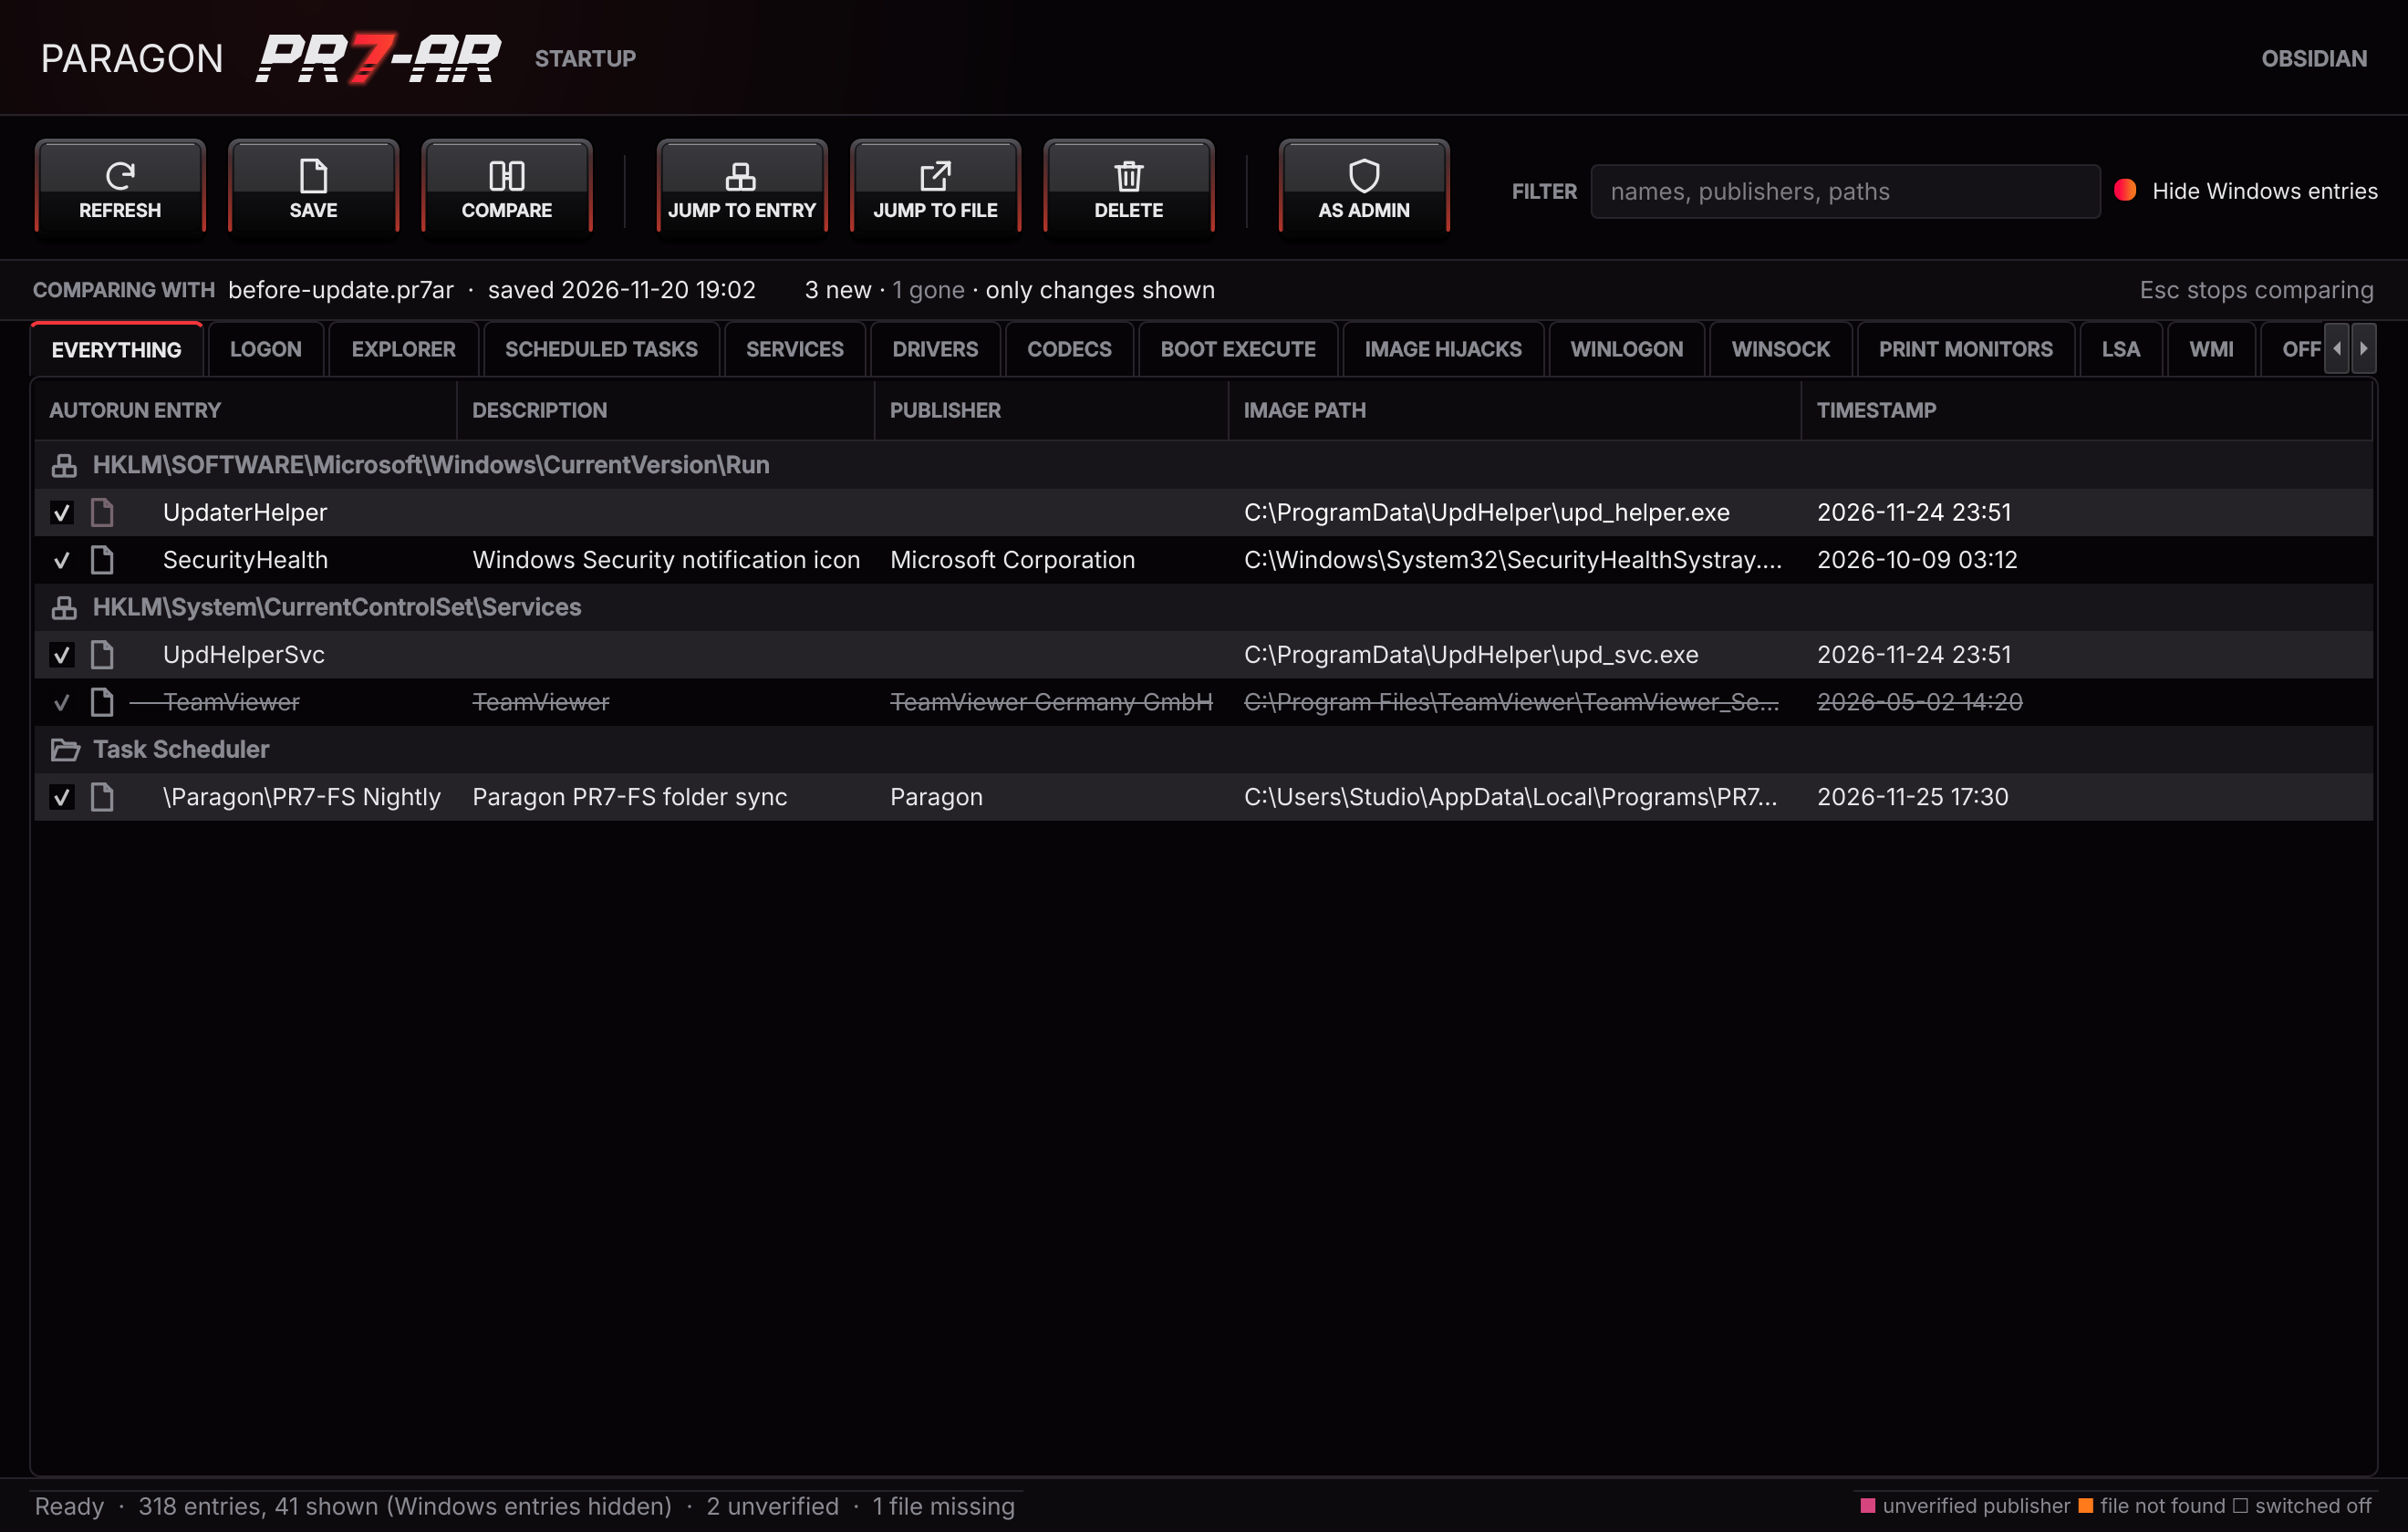 PARAGON PR7-AR STARTUP OBSIDIAN
REFRESH SAVE COMPARE JUMP TO ENTRY JUMP TO FILE DELETE AS ADMIN FILTER names, publishers, paths Hide Windows entries
COMPARING WITH before-update.pr7ar · saved 2026-11-20 19:02 3 new · 1 gone · only changes shown Esc stops comparing
EVERYTHING LOGON EXPLORER SCHEDULED TASKS SERVICES DRIVERS CODECS BOOT EXECUTE IMAGE HIJACKS WINLOGON WINSOCK PRINT MONITORS LSA WMI OFF
AUTORUN ENTRY DESCRIPTION PUBLISHER IMAGE PATH TIMESTAMP
HKLM\SOFTWARE\Microsoft\Windows\CurrentVersion\Run
UpdaterHelper C:\ProgramData\UpdHelper\upd_helper.exe 2026-11-24 23:51
SecurityHealth Windows Security notification icon Microsoft Corporation C:\Windows\System32\SecurityHealthSystray.... 2026-10-09 03:12
HKLM\System\CurrentControlSet\Services
UpdHelperSvc C:\ProgramData\UpdHelper\upd_svc.exe 2026-11-24 23:51
TeamViewer TeamViewer TeamViewer Germany GmbH C:\Program Files\TeamViewer\TeamViewer_Se... 2026-05-02 14:20
Task Scheduler
\Paragon\PR7-FS Nightly Paragon PR7-FS folder sync Paragon C:\Users\Studio\AppData\Local\Programs\PR7... 2026-11-25 17:30
Ready · 318 entries, 41 shown (Windows entries hidden) · 2 unverified · 1 file missing unverified publisher file not found switched off